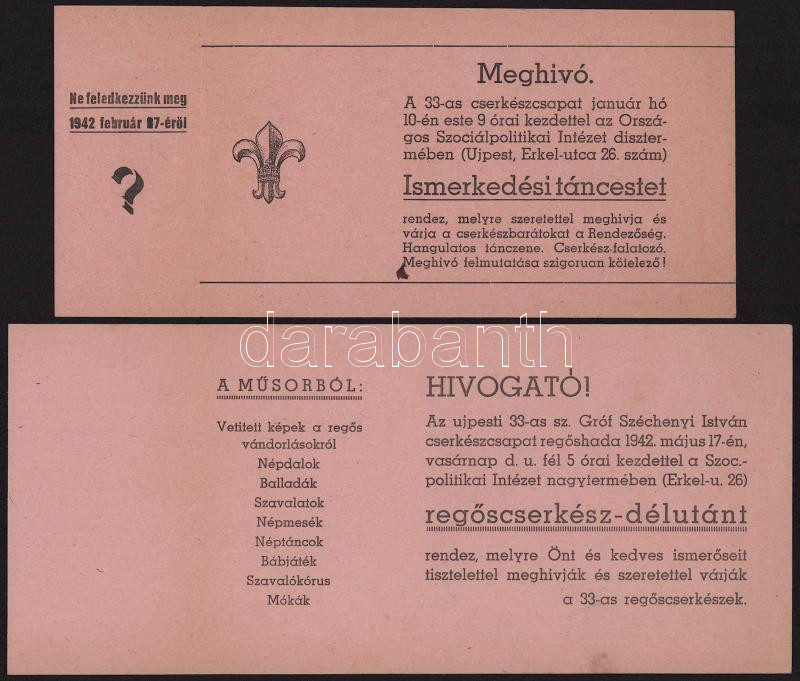 Ne feledkezzünk meg
1942 február 27-éről
?
Meghivó.
A 33-as cserkészcsapat január hó
10-én este 9 órai kezdettel az Orszá-
gos Szociálpolitikai Intézet diszter-
mében (Ujpest, Erkel-utca 26. szám)
Ismerkedési táncestet
rendez, melyre szeretettel meghivja és
várja a cserkészbarátokat a Rendezőség.
Hangulatos tánczene. Cserkész-falatozó.
Meghivó felmutatása szigoruan kötelező!
darabanth
A MŰSORBÓL:
Vetitett képek a regős
vándorlásokról
Népdalok
Balladák
Szavalatok
Népmesék
Néptáncok
Bábjáték
Szavalókórus
Mókák
HIVOGATÓ!
Az ujpesti 33-as sz. Gróf Széchenyi István
cserkészcsapat regőshada 1942. május 17-én,
vasárnap d. u. fél 5 órai kezdettel a Szoc.-
politikai Intézet nagytermében (Erkel-u. 26)
regőscserkész-délutánt
rendez, melyre Önt és kedves ismerőseit
tisztelettel meghivják és szeretettel várják
a 33-as regőscserkészek.